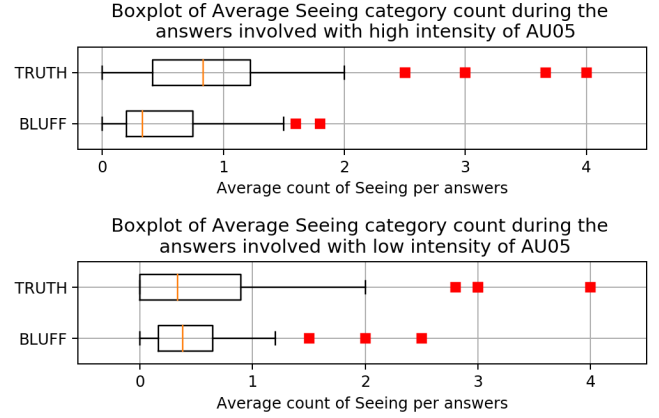 Boxplot of Average Seeing category count during the
answers involved with high intensity of AU05
TRUTH
BLUFF
0 1 2 3 4
Average count of Seeing per answers
Boxplot of Average Seeing category count during the
answers involved with low intensity of AU05
TRUTH
BLUFF
0 1 2 3 4
Average count of Seeing per answers